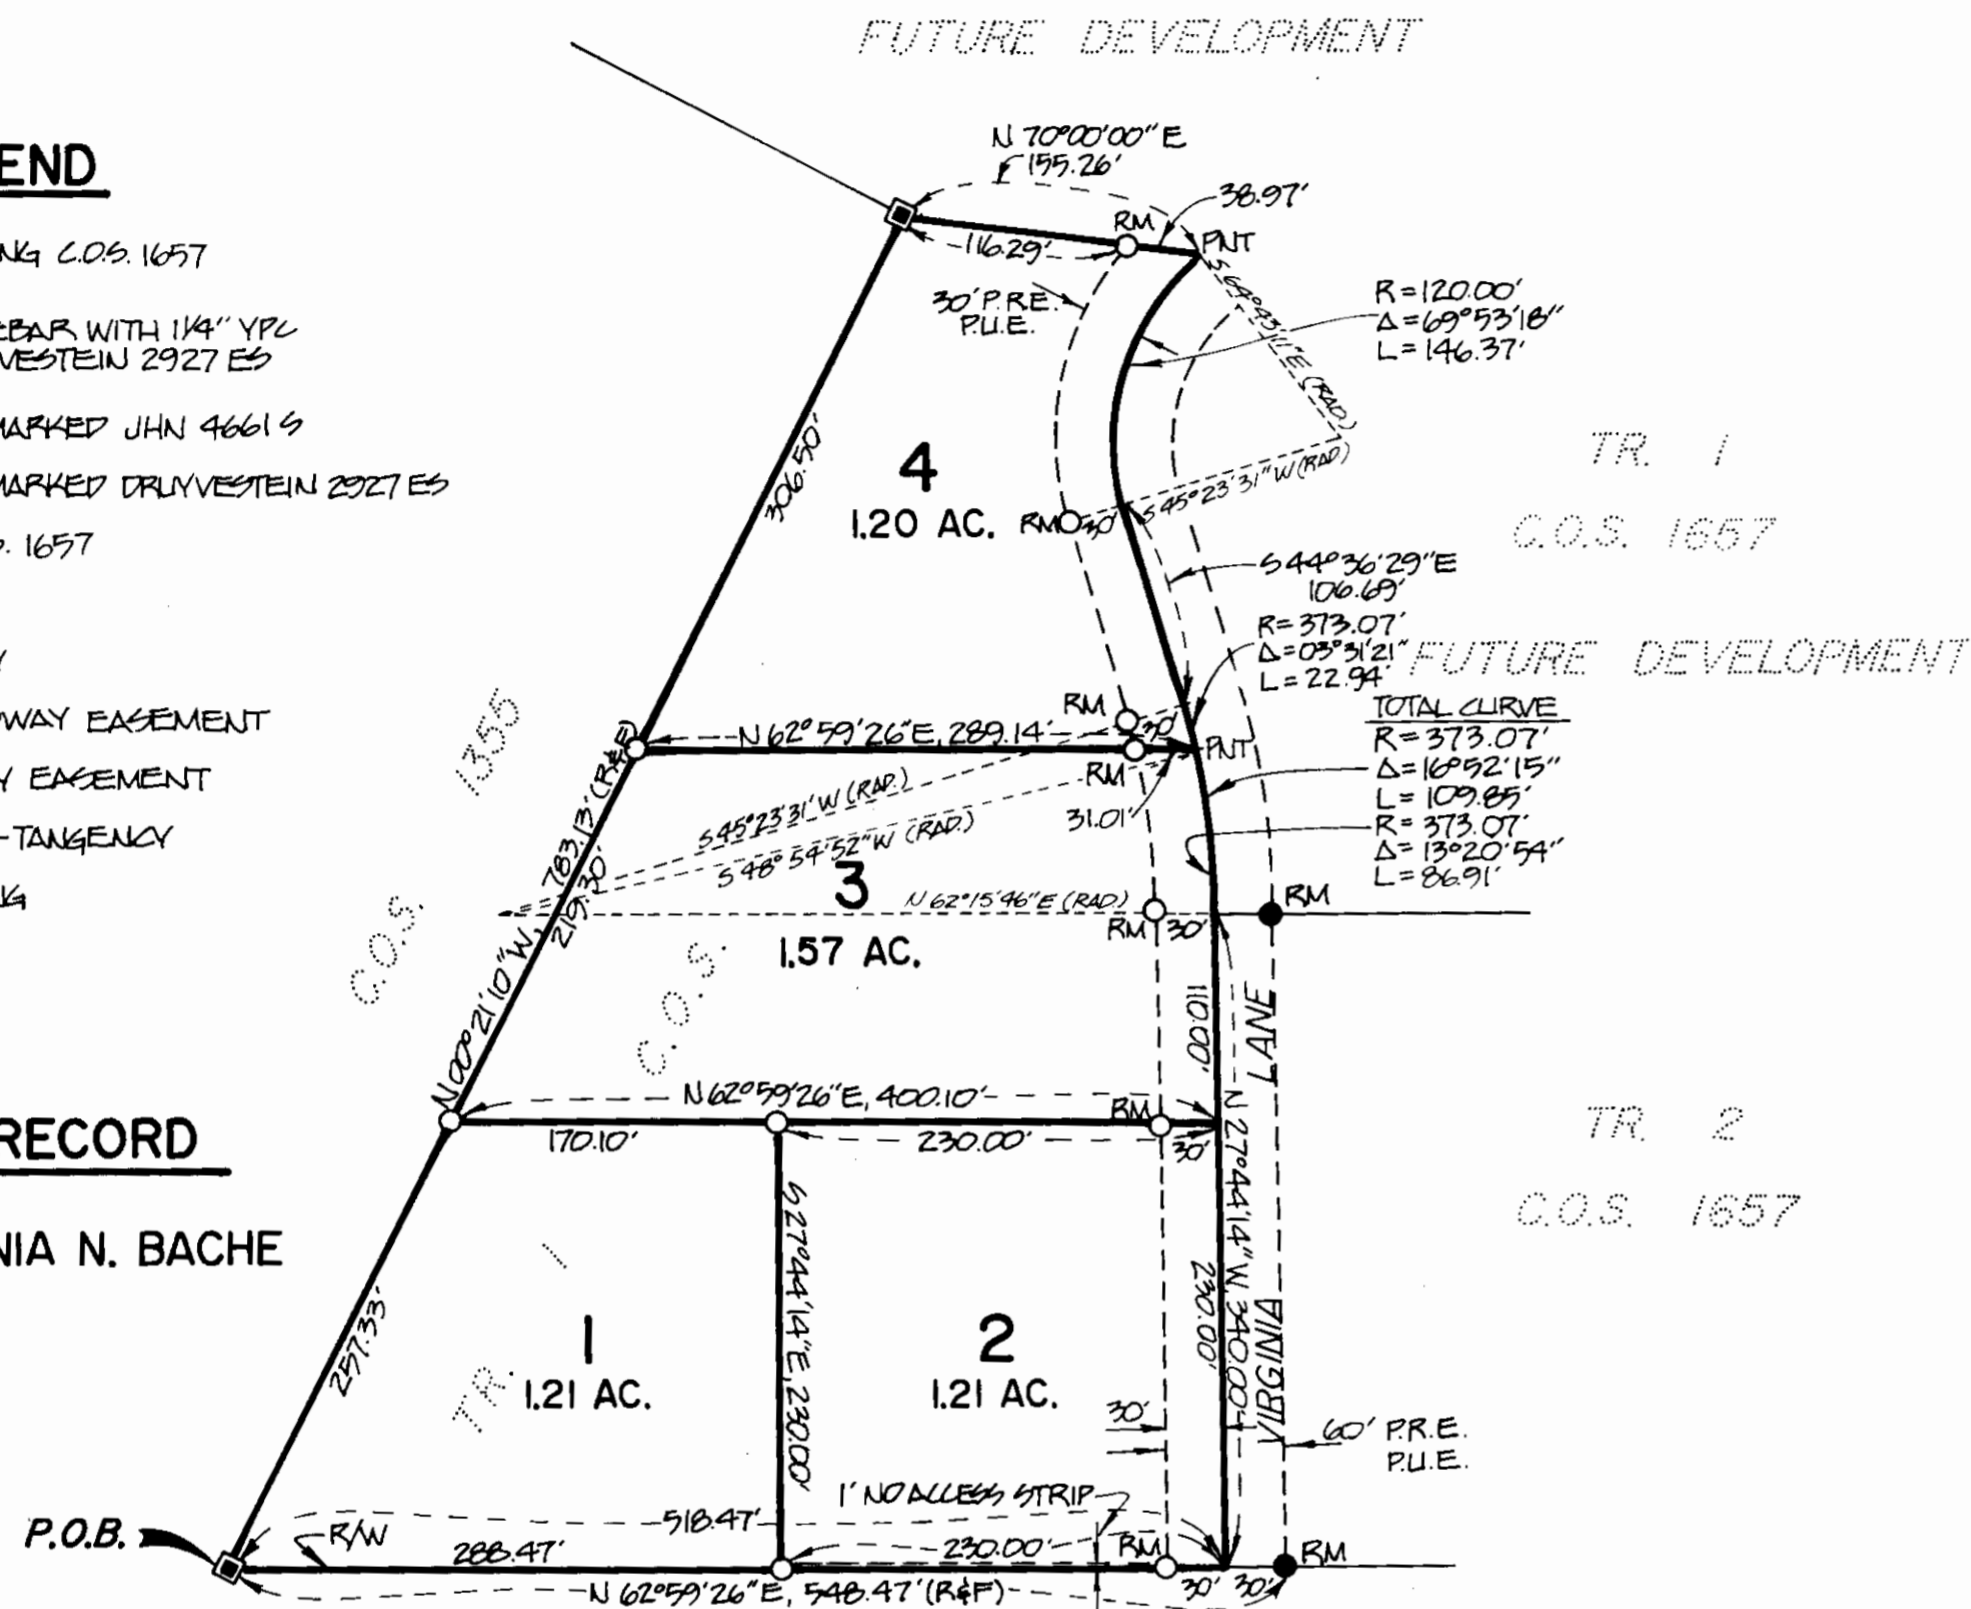 FUTURE DEVELOPMENT
END
NG C.O.S. 1657
EBAR WITH 1 1/4" YPC
VESTEIN 2927 ES
MARKED JHN 4661 S
MARKED DRUYVESTEIN 2927 ES
. 1657
WAY EASEMENT
Y EASEMENT
-TANGENCY
RECORD
NIA N. BACHE
N 70°00'00" E
155.26'
38.97'
RM
PNT
116.29'
30' P.R.E.
P.U.E.
S 64°43'11" E (RAD.)
R=120.00'
Δ=69°53'18"
L=146.37'
306.50'
4
1.20 AC.
RM
30'
S 45°23'31" W (RAD)
TR. 1
C.O.S. 1657
S 44°36'29" E
106.69'
R=373.07'
Δ=03°31'21"
L=22.94'
FUTURE DEVELOPMENT
TOTAL CURVE
R=373.07'
Δ=16°52'15"
L=109.85'
R=373.07'
Δ=13°20'54"
L=86.91'
RM
30'
N 62°59'26" E, 289.14'
PNT
RM
31.01'
1355
C.O.S.
N 00°21'10" W, 783.13' (R&F)
219.30'
S 45°23'31" W (RAD.)
S 48°54'52" W (RAD.)
3
N 62°15'46" E (RAD.)
RM
RM
30'
1.57 AC.
C.O.S.
110.00'
LANE
N 62°59'26" E, 400.10'
RM
170.10'
230.00'
30'
TR. 2
C.O.S. 1657
S 27°44'14" E, 230.00'
N 27°44'14" W, 340.00'
230.00'
VIRGINIA
257.33'
TR. 1
1
1.21 AC.
2
1.21 AC.
30'
60' P.R.E.
P.U.E.
1' NO ACCESS STRIP
518.47'
P.O.B.
R/W
288.47'
230.00'
RM
RM
N 62°59'26" E, 548.47' (R&F)
30' 30'